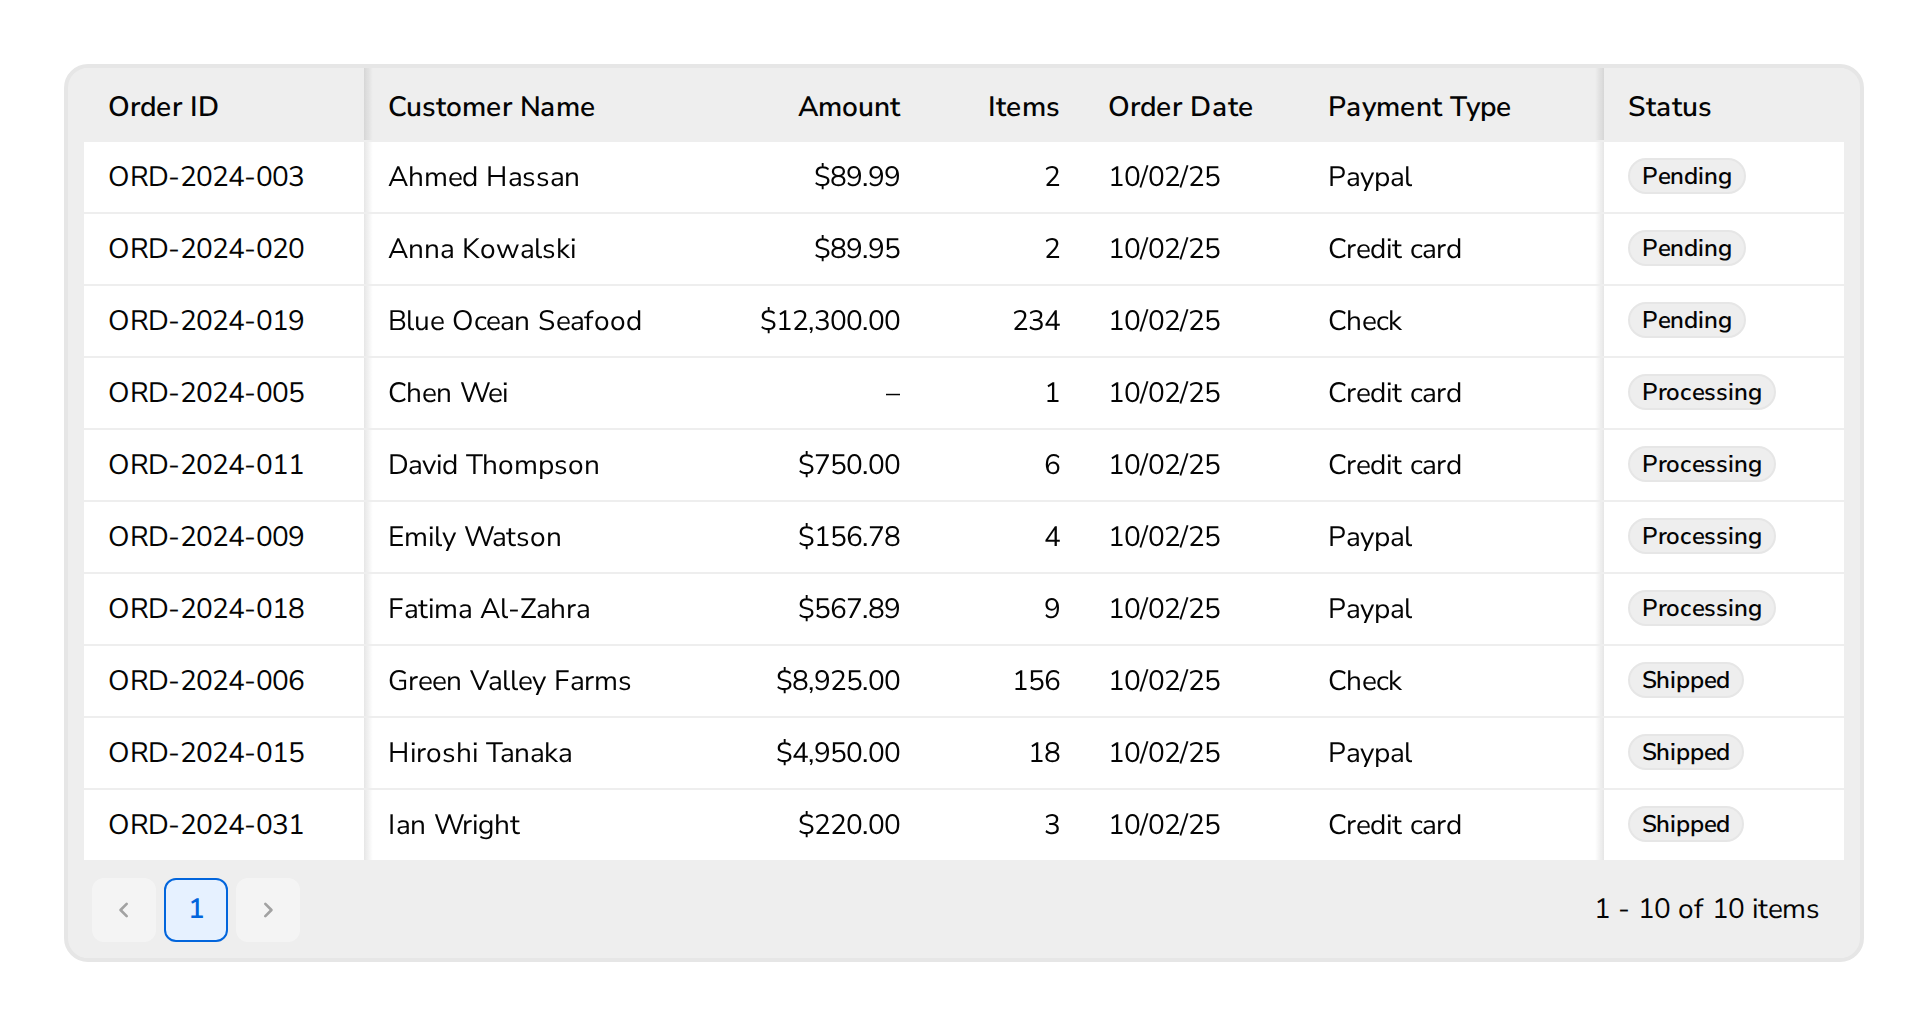 Order ID Customer Name Amount Items Order Date Payment Type Status
ORD-2024-003 Ahmed Hassan $89.99 2 10/02/25 Paypal Pending
ORD-2024-020 Anna Kowalski $89.95 2 10/02/25 Credit card Pending
ORD-2024-019 Blue Ocean Seafood $12,300.00 234 10/02/25 Check Pending
ORD-2024-005 Chen Wei – 1 10/02/25 Credit card Processing
ORD-2024-011 David Thompson $750.00 6 10/02/25 Credit card Processing
ORD-2024-009 Emily Watson $156.78 4 10/02/25 Paypal Processing
ORD-2024-018 Fatima Al-Zahra $567.89 9 10/02/25 Paypal Processing
ORD-2024-006 Green Valley Farms $8,925.00 156 10/02/25 Check Shipped
ORD-2024-015 Hiroshi Tanaka $4,950.00 18 10/02/25 Paypal Shipped
ORD-2024-031 Ian Wright $220.00 3 10/02/25 Credit card Shipped
1 1 - 10 of 10 items